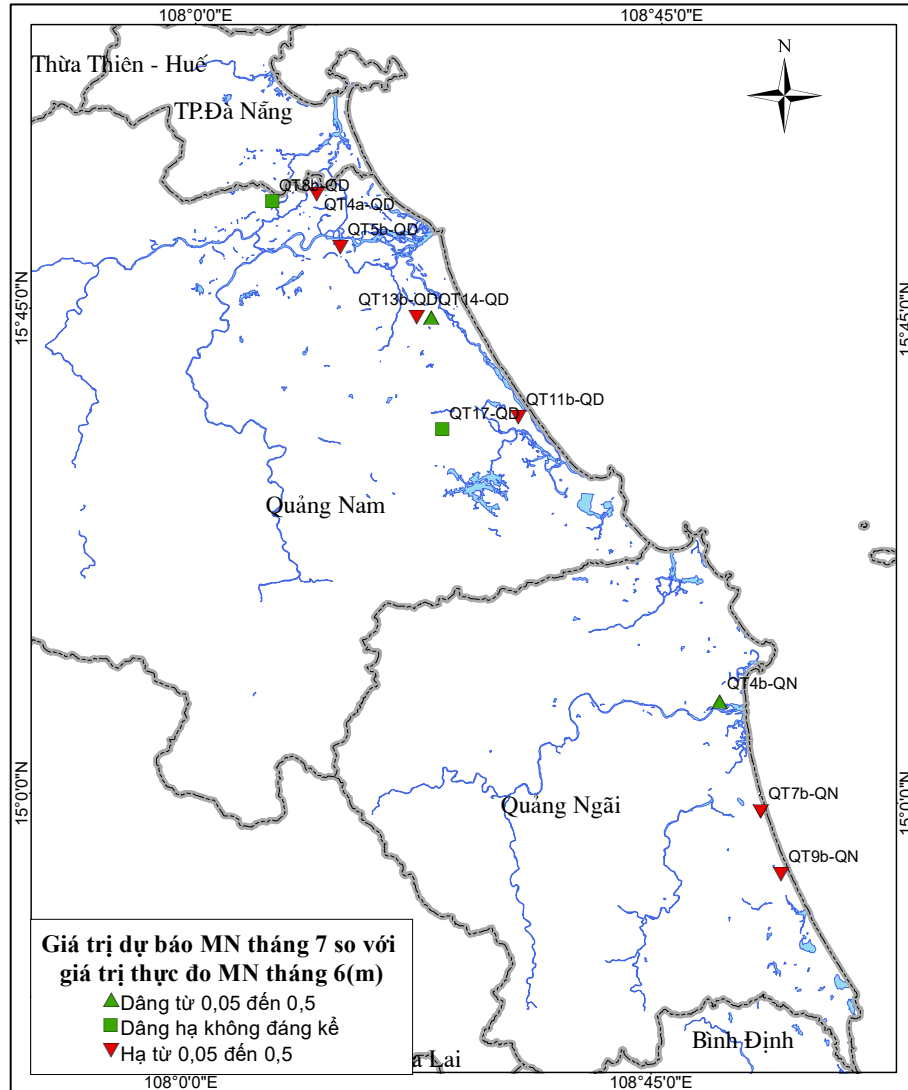 108°0'0"E
108°45'0"E
Thừa Thiên - Huế
N
TP.Đà Nẵng
QT8b-QD
QT4a-QD
QT5b-QD
15°45'0"N
15°45'0"N
QT13b-QD
QT14-QD
QT11b-QD
QT17-QD
Quảng Nam
QT4b-QN
15°0'0"N
15°0'0"N
QT7b-QN
Quảng Ngãi
QT9b-QN
Giá trị dự báo MN tháng 7 so với
giá trị thực đo MN tháng 6(m)
Dâng từ 0,05 đến 0,5
Dâng hạ không đáng kể
Hạ từ 0,05 đến 0,5
Bình Định
a Lai
108°0'0"E
108°45'0"E